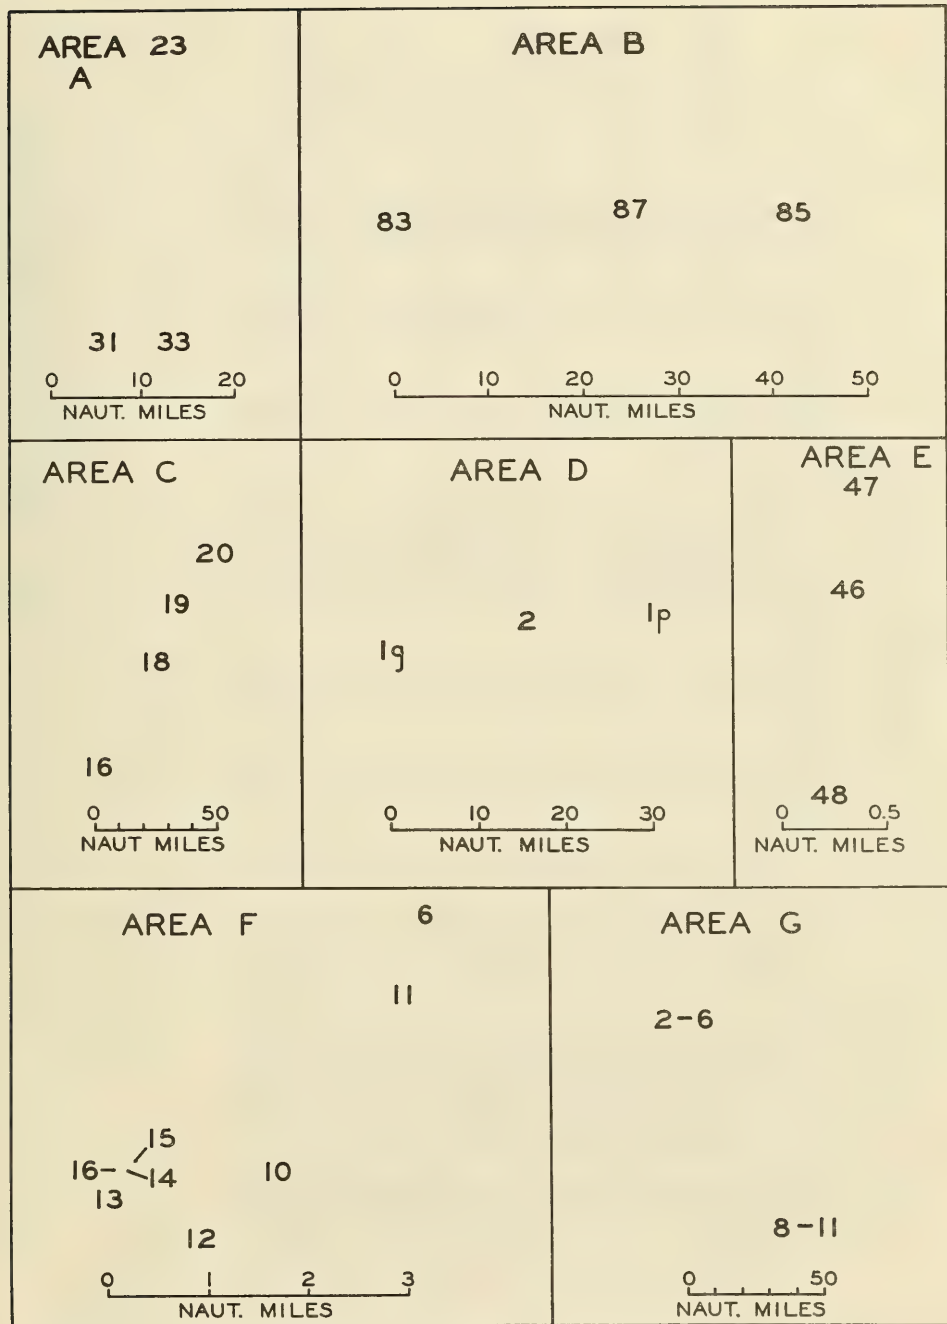 AREA 23
A
31 33
0 10 20
NAUT. MILES
AREA B
83 87 85
0 10 20 30 40 50
NAUT. MILES
AREA C
20
19
18
16
0 50
NAUT MILES
AREA D
1p
2
1g
0 10 20 30
NAUT. MILES
AREA E
47
46
48
0 0.5
NAUT. MILES
AREA F
6
11
15
16-
14
10
13
12
0 1 2 3
NAUT. MILES
AREA G
2-6
8-11
0 50
NAUT. MILES